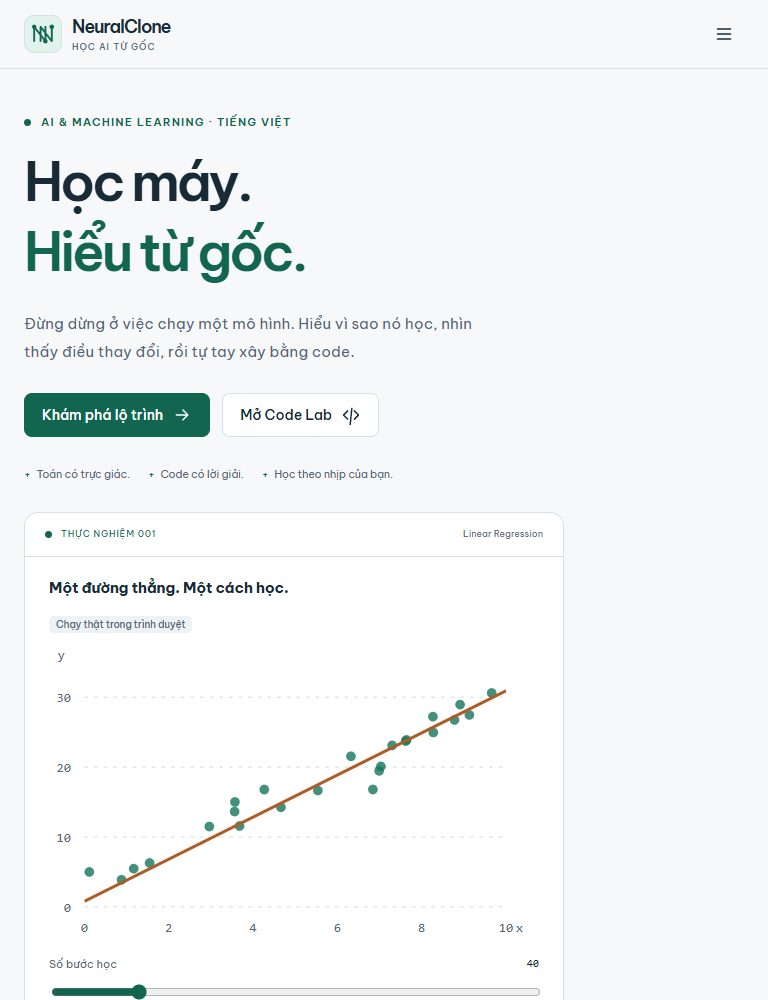 NeuralClone
HỌC AI TỪ GỐC
AI & MACHINE LEARNING · TIẾNG VIỆT
Học máy.
Hiểu từ gốc.
Đừng dừng ở việc chạy một mô hình. Hiểu vì sao nó học, nhìn
thấy điều thay đổi, rồi tự tay xây bằng code.
Khám phá lộ trình →
Mở Code Lab </>
+ Toán có trực giác. + Code có lời giải. + Học theo nhịp của bạn.
THỰC NGHIỆM 001
Linear Regression
Một đường thẳng. Một cách học.
Chạy thật trong trình duyệt
y
30
20
10
0
0 2 4 6 8 10 x
Số bước học 40